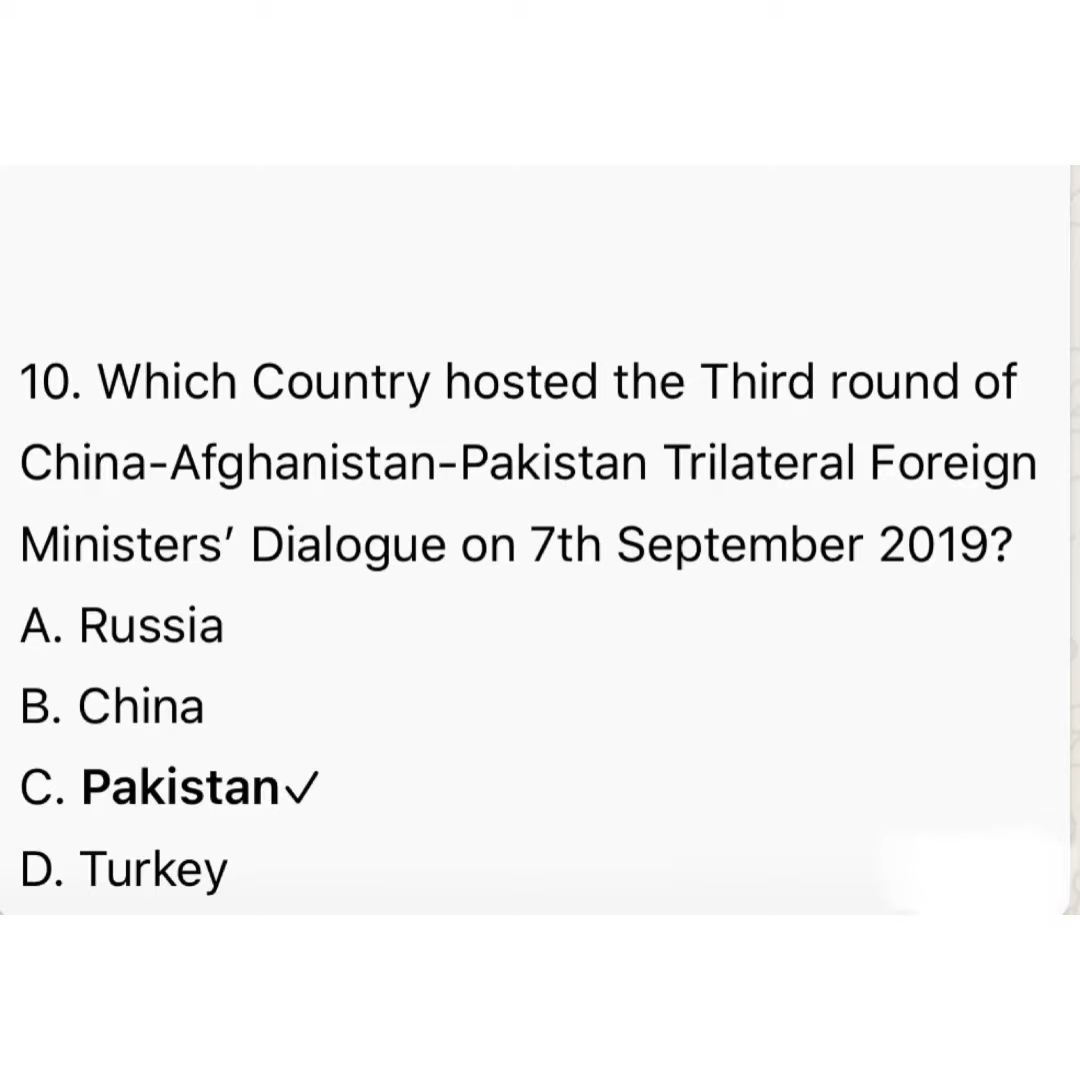 10. Which Country hosted the Third round of
China-Afghanistan-Pakistan Trilateral Foreign
Ministers’ Dialogue on 7th September 2019?
A. Russia
B. China
C. Pakistan✓
D. Turkey